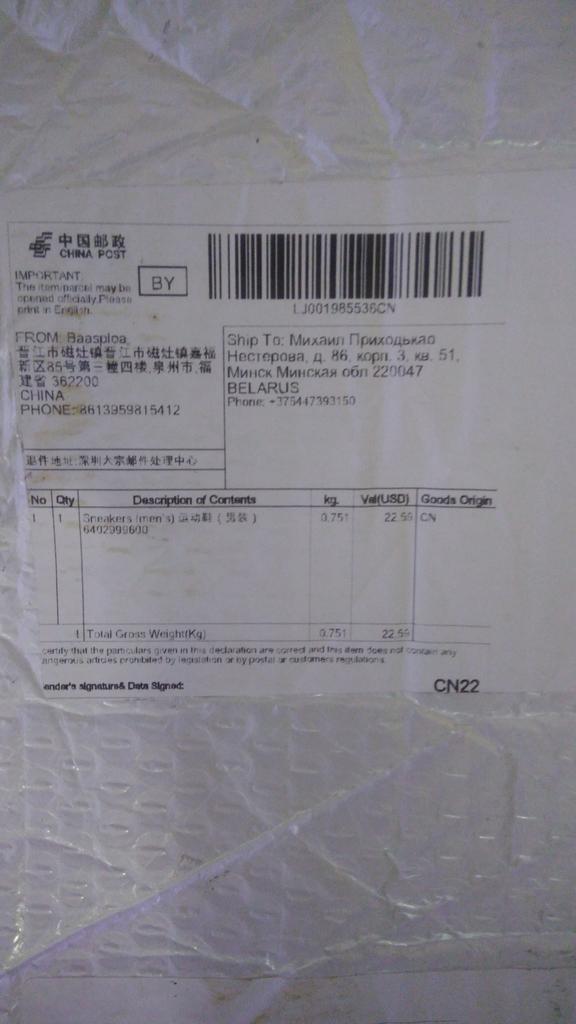 中国邮政
CHINA POST
IMPORTANT:
The item/parcel may be
opened officially.Please
print in English.
BY
LJ001985536CN
FROM: Baasploa,
晋江市磁灶镇晋江市磁灶镇嘉福
新区85号第三幢四楼,泉州市,福
建省 362200
CHINA
PHONE: 8613959815412
Ship To: Михаил Приходькао
Нестерова, д. 86, корп. 3, кв. 51,
Минск Минская обл 220047
BELARUS
Phone: +375447393150
退件地址:深圳大宗邮件处理中心
No Qty Description of Contents kg. Val(USD) Goods Origin
1 1 Sneakers (men's) 运动鞋 ( 男装 ) 0.751 22.59 CN
6402999600
1 Total Gross Weight(Kg) 0.751 22.59
certify that the particulars given in this declaration are correct and this item does not contain any
angerous articles prohibited by legislation or by postal or customers regulations.
ender's signature& Data Signed:
CN22